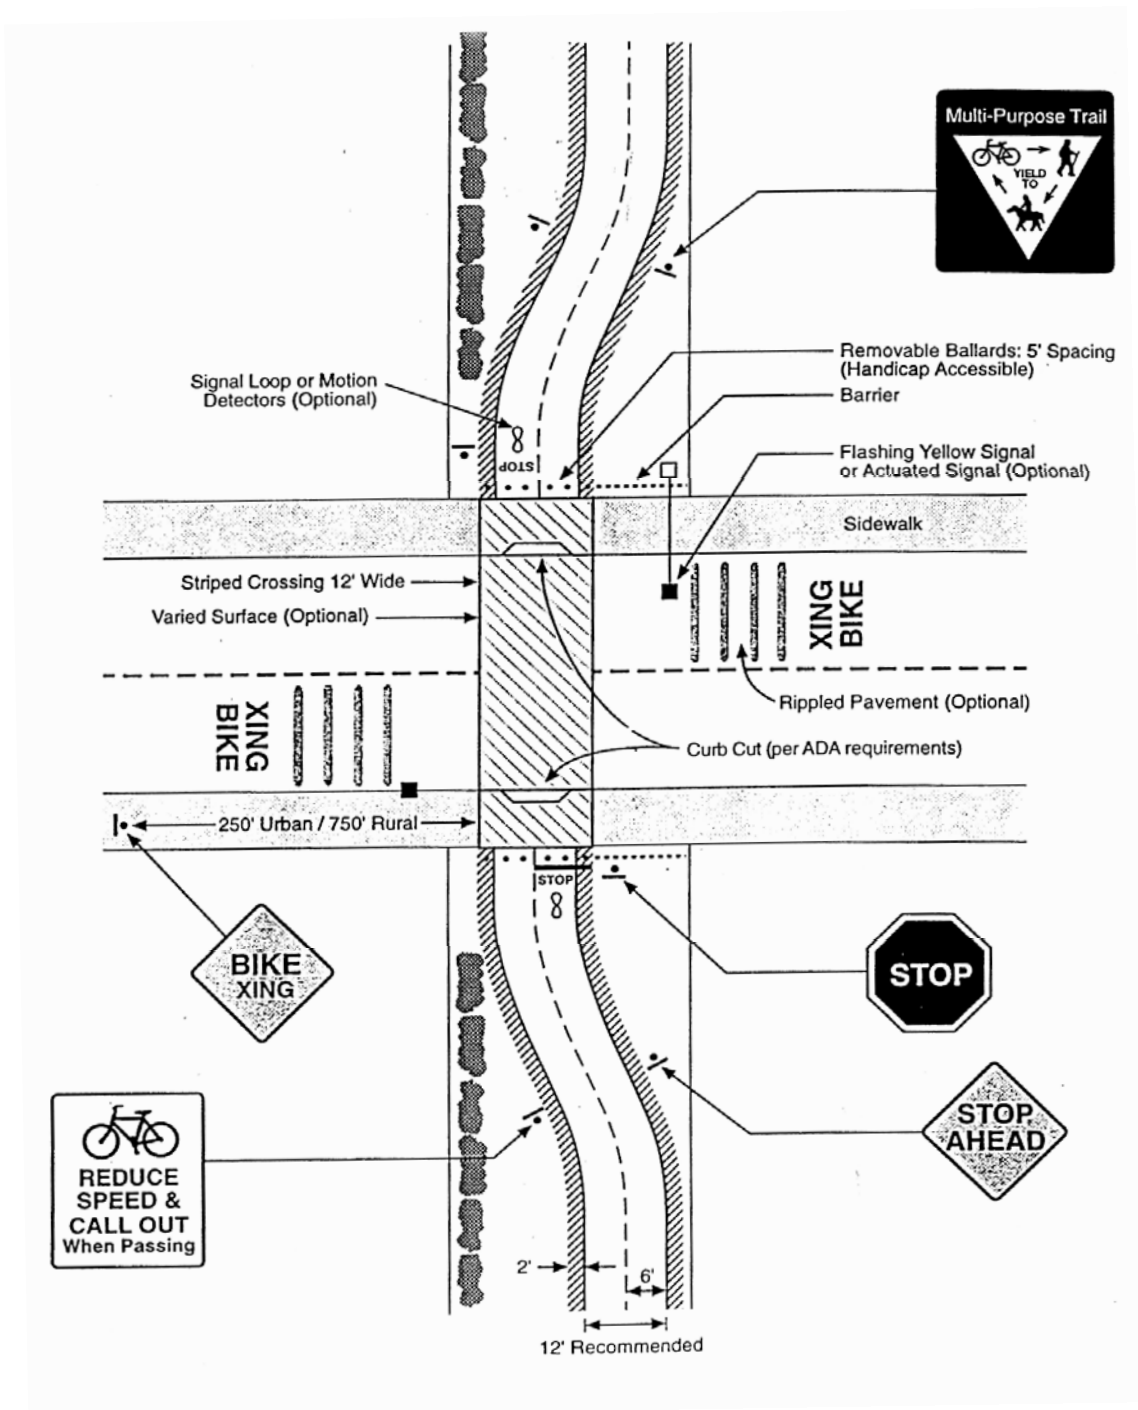 Multi-Purpose Trail
YIELD
TO
Removable Ballards: 5' Spacing
(Handicap Accessible)
Signal Loop or Motion
Detectors (Optional)
Barrier
STOP
Flashing Yellow Signal
or Actuated Signal (Optional)
Sidewalk
Striped Crossing 12' Wide
Varied Surface (Optional)
XING
BIKE
Rippled Pavement (Optional)
XING
BIKE
Curb Cut (per ADA requirements)
250' Urban / 750' Rural
STOP
BIKE
XING
STOP
STOP
AHEAD
REDUCE
SPEED &
CALL OUT
When Passing
2'
6'
12' Recommended